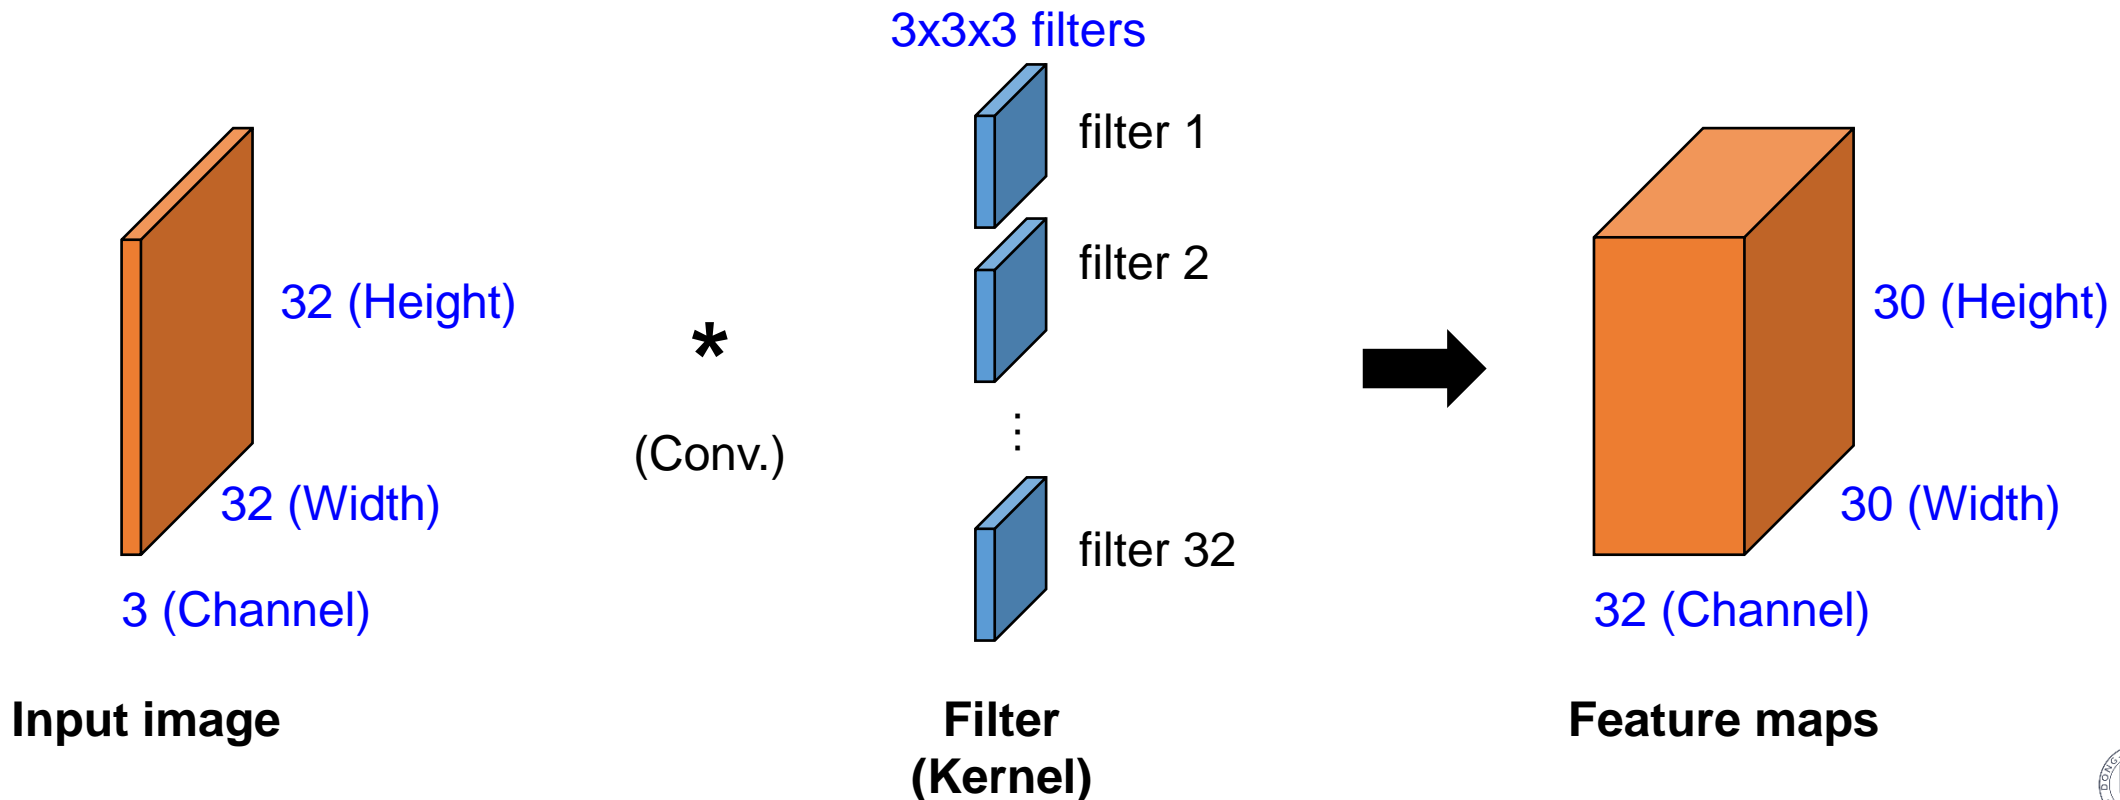 3x3x3 filters
filter 1
filter 2
⋮
filter 32
32 (Height)
32 (Width)
3 (Channel)
*
(Conv.)
30 (Height)
30 (Width)
32 (Channel)
Input image
Filter
(Kernel)
Feature maps